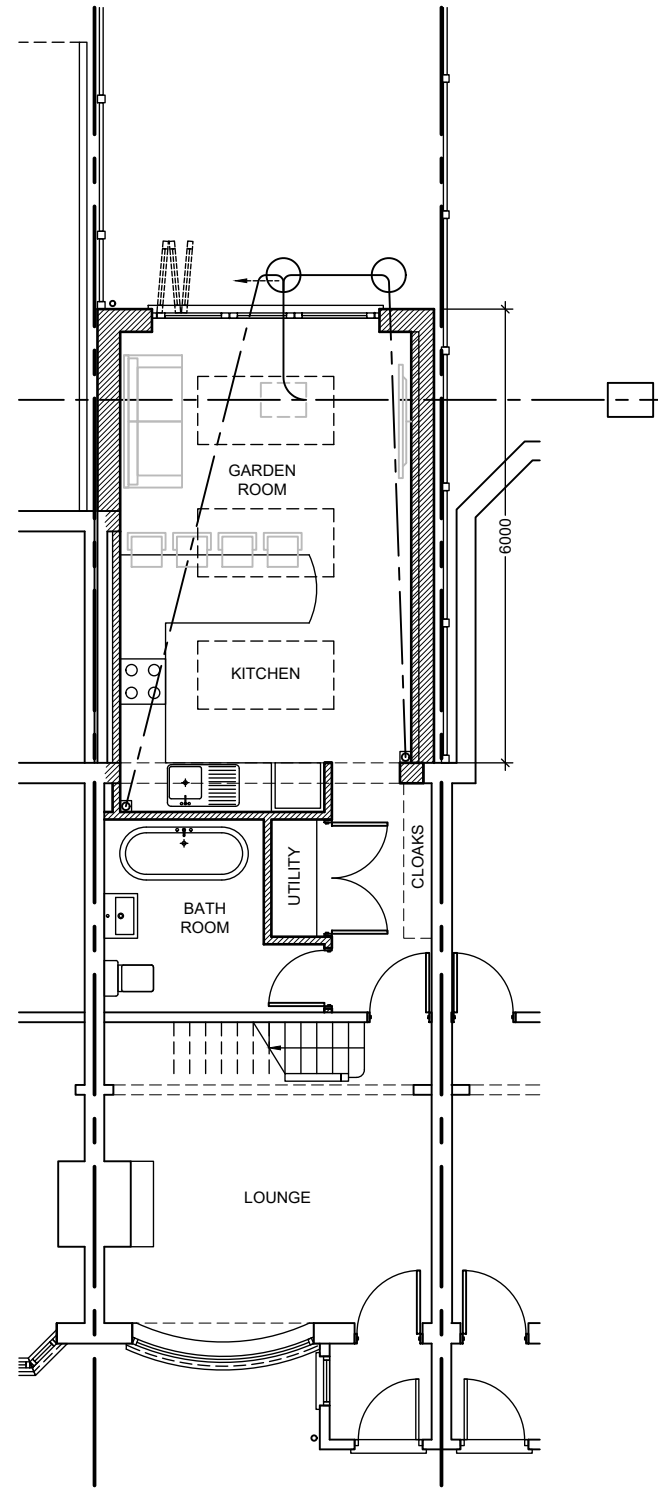 GARDEN
ROOM
6000
KITCHEN
UTILITY
CLOAKS
BATH
ROOM
LOUNGE